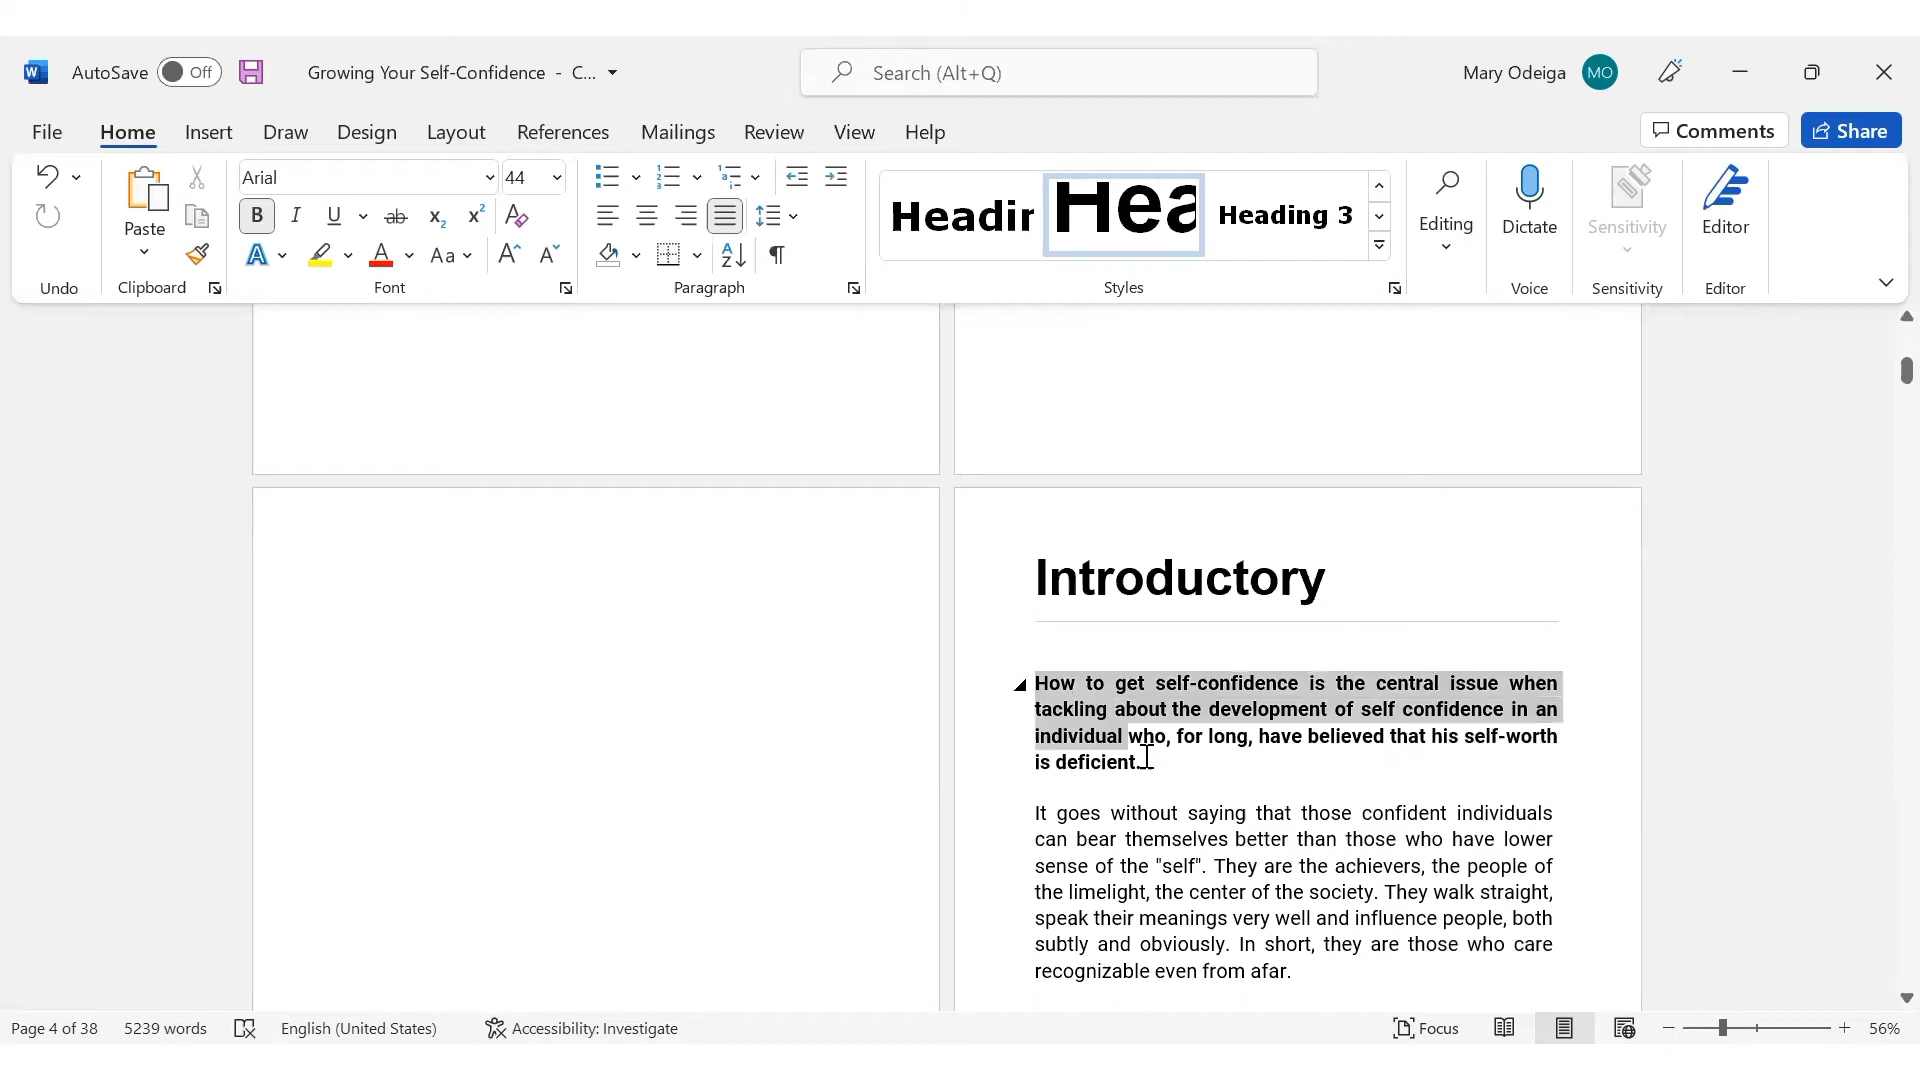 AutoSave Off Growing Your Self-Confidence - C... Search (Alt+Q) Mary Odeiga MO
File Home Insert Draw Design Layout References Mailings Review View Help Comments Share
Arial 44
Paste
Undo Clipboard Font Paragraph Styles
Headin Hea Heading 3
Editing Dictate Sensitivity Editor
Voice Sensitivity Editor
Introductory
How to get self-confidence is the central issue when
tackling about the development of self confidence in an
individual who, for long, have believed that his self-worth
is deficient.
It goes without saying that those confident individuals
can bear themselves better than those who have lower
sense of the "self". They are the achievers, the people of
the limelight, the center of the society. They walk straight,
speak their meanings very well and influence people, both
subtly and obviously. In short, they are those who care
recognizable even from afar.
Page 4 of 38 5239 words English (United States) Accessibility: Investigate Focus 56%